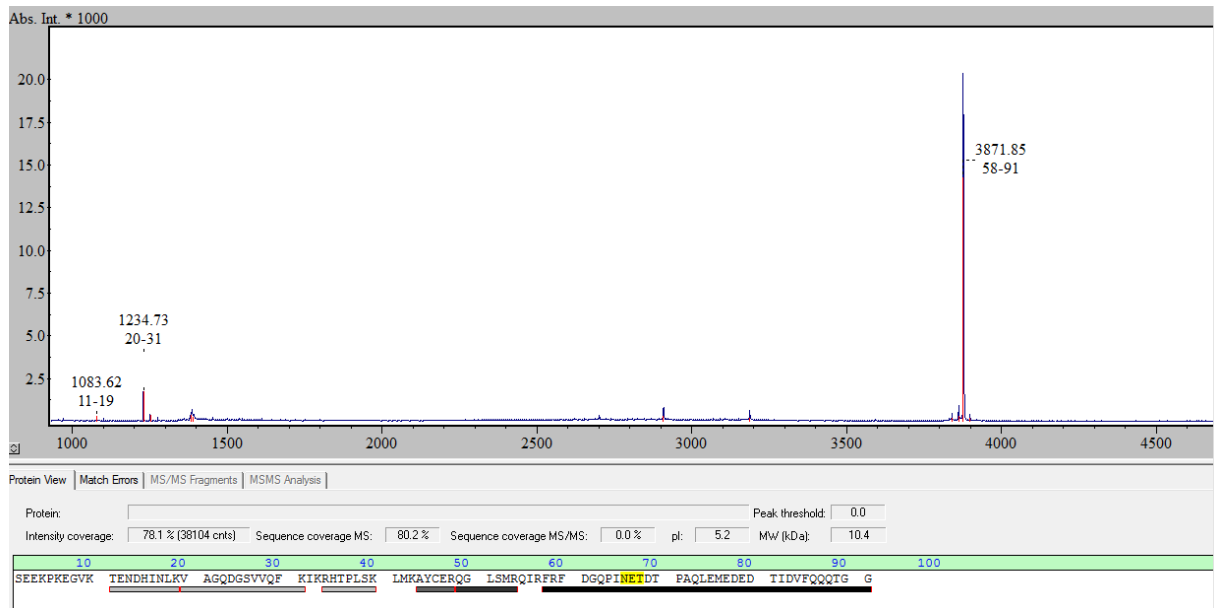 Abs. Int. * 1000
20.0
17.5
15.0
12.5
10.0
7.5
5.0
2.5
3871.85
58-91
1234.73
20-31
1083.62
11-19
1000 1500 2000 2500 3000 3500 4000 4500
Protein View Match Errors MS/MS Fragments MSMS Analysis
Protein: Peak threshold: 0.0
Intensity coverage: 78.1 % (38104 cnts) Sequence coverage MS: 80.2 % Sequence coverage MS/MS: 0.0 % pI: 5.2 MW (kDa): 10.4
10 20 30 40 50 60 70 80 90 100
SEEKPKEGVK TENDHINLKV AGQDGSVVQF KIKRHTPLSK LMKAYCERQG LSMRQIRFRF DGQPINETDT PAQLEMEDED TIDVFQQQTG G